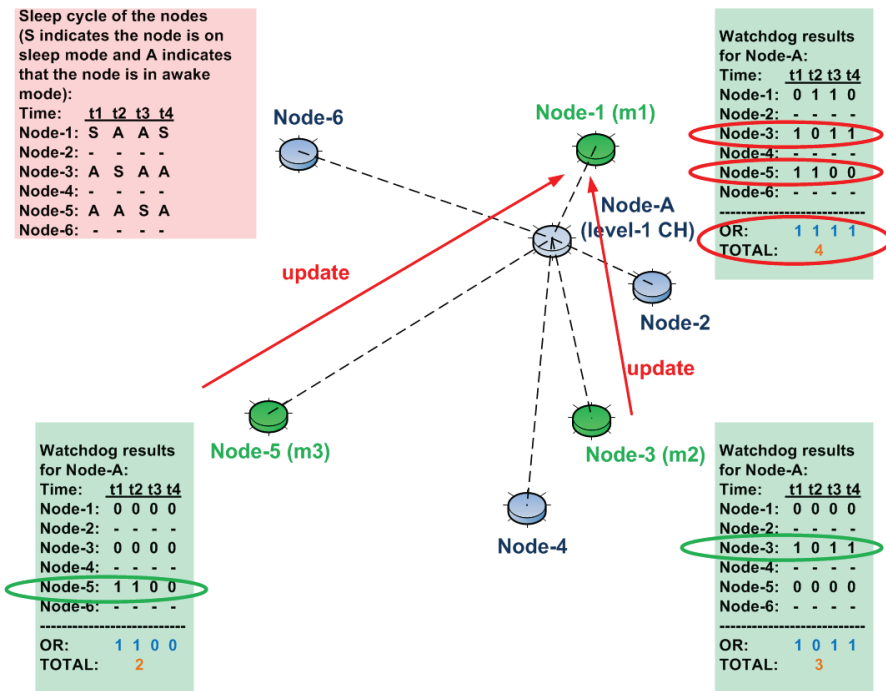 Sleep cycle of the nodes
(S indicates the node is on
sleep mode and A indicates
that the node is in awake
mode):
Time: t1 t2 t3 t4
Node-1: S A A S
Node-2: - - - -
Node-3: A S A A
Node-4: - - - -
Node-5: A A S A
Node-6: - - - -
Node-6
Node-1 (m1)
Node-A
(level-1 CH)
Node-2
update
update
Node-5 (m3)
Node-3 (m2)
Node-4
Watchdog results
for Node-A:
Time: t1 t2 t3 t4
Node-1: 0 1 1 0
Node-2: - - - -
Node-3: 1 0 1 1
Node-4: - - - -
Node-5: 1 1 0 0
Node-6: - - - -
---------------------------
OR: 1 1 1 1
TOTAL: 4
Watchdog results
for Node-A:
Time: t1 t2 t3 t4
Node-1: 0 0 0 0
Node-2: - - - -
Node-3: 0 0 0 0
Node-4: - - - -
Node-5: 1 1 0 0
Node-6: - - - -
---------------------------
OR: 1 1 0 0
TOTAL: 2
Watchdog results
for Node-A:
Time: t1 t2 t3 t4
Node-1: 0 0 0 0
Node-2: - - - -
Node-3: 1 0 1 1
Node-4: - - - -
Node-5: 0 0 0 0
Node-6: - - - -
---------------------------
OR: 1 0 1 1
TOTAL: 3